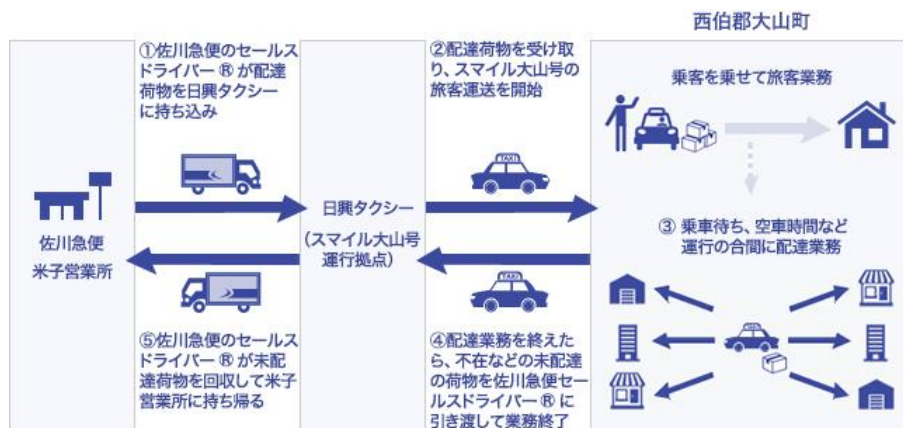 西伯郡大山町
①佐川急便のセールス
ドライバー ® が配達
荷物を日興タクシー
に持ち込み
②配達荷物を受け取
り、スマイル大山号の
旅客運送を開始
乗客を乗せて旅客業務
TAXI
佐川急便
米子営業所
日興タクシー
(スマイル大山号
運行拠点)
③ 乗車待ち、空車時間など
運行の合間に配達業務
TAXI
⑤佐川急便のセールス
ドライバー ® が未配
達荷物を回収して米子
営業所に持ち帰る
④配達業務を終えた
ら、不在などの未配達
の荷物を佐川急便セー
ルスドライバー ® に
引き渡して業務終了